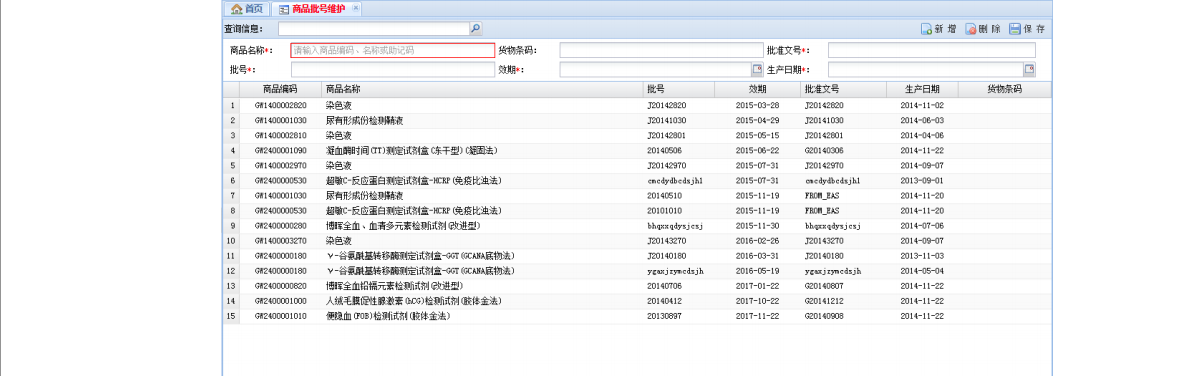 首页 商品批号维护
查询信息： 新 增 删 除 保 存
商品名称*： 请输入商品编码、名称或助记码 货物条码： 批准文号*：
批号*： 效期*： 生产日期*：
商品编码 商品名称 批号 效期 批准文号 生产日期 货物条码
1 GW1400002820 染色液 J20142820 2015-03-28 J20142820 2014-11-02
2 GW1400001030 尿有形成份检测鞘液 J20141030 2015-04-29 J20141030 2014-06-03
3 GW1400002810 染色液 J20142801 2015-05-15 J20142801 2014-04-06
4 GW2400001090 凝血酶时间(TT)测定试剂盒(冻干型)(凝固法) 20140506 2015-06-22 G20140306 2014-11-22
5 GW1400002970 染色液 J20142970 2015-07-31 J20142970 2014-09-07
6 GW2400000530 超敏C-反应蛋白测定试剂盒-HCRP(免疫比浊法) cmcdydbcdsjhl 2015-07-31 cmcdydbcdsjhl 2013-09-01
7 GW1400001030 尿有形成份检测鞘液 20140510 2015-11-19 FROM_EAS 2014-11-20
8 GW2400000530 超敏C-反应蛋白测定试剂盒-HCRP(免疫比浊法) 20101010 2015-11-19 FROM_EAS 2014-11-20
9 GW2400000280 博晖全血、血清多元素检测试剂(改进型) bhqxxqdysjcsj 2015-11-30 bhqxxqdysjcsj 2014-07-06
10 GW1400003270 染色液 J20143270 2016-02-26 J20143270 2014-09-07
11 GW2400000180 γ-谷氨酰基转移酶测定试剂盒-GGT(GCANA底物法) J20140180 2016-03-31 J20140180 2013-11-03
12 GW2400000180 γ-谷氨酰基转移酶测定试剂盒-GGT(GCANA底物法) ygaxjzymcdsjh 2016-05-19 ygaxjzymcdsjh 2014-05-04
13 GW2400000820 博晖全血铅镉元素检测试剂(改进型) 20140706 2017-01-22 G20140807 2014-11-22
14 GW2400001000 人绒毛膜促性腺激素(hCG)检测试剂(胶体金法) 20140412 2017-10-22 G20141212 2014-11-22
15 GW2400001010 便隐血(FOB)检测试剂(胶体金法) 20130897 2017-11-22 G20140908 2014-11-22